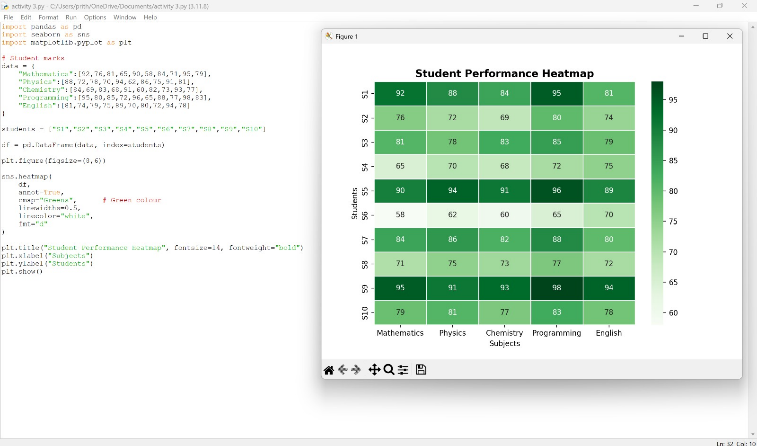 activity 3.py - C:/Users/prith/OneDrive/Documents/activity 3.py (3.11.8)
File Edit Format Run Options Window Help
import pandas as pd
import seaborn as sns
import matplotlib.pyplot as plt
# Student marks
data = {
"Mathematics":[92,76,81,65,90,58,84,71,95,79],
"Physics":[88,72,78,70,94,62,86,75,91,81],
"Chemistry":[84,69,83,68,91,60,82,73,93,77],
"Programming":[95,80,85,72,96,65,88,77,98,83],
"English":[81,74,79,75,89,70,80,72,94,78]
}
students = ["S1","S2","S3","S4","S5","S6","S7","S8","S9","S10"]
df = pd.DataFrame(data, index=students)
plt.figure(figsize=(8,6))
sns.heatmap(
df,
annot=True,
cmap="Greens", # Green colour
linewidths=0.5,
linecolor="white",
fmt="d"
)
plt.title("Student Performance Heatmap", fontsize=14, fontweight="bold")
plt.xlabel("Subjects")
plt.ylabel("Students")
plt.show()
Figure 1
Student Performance Heatmap
S1 92 88 84 95 81
S2 76 72 69 80 74
S3 81 78 83 85 79
S4 65 70 68 72 75
S5 90 94 91 96 89
S6 58 62 60 65 70
S7 84 86 82 88 80
S8 71 75 73 77 72
S9 95 91 93 98 94
S10 79 81 77 83 78
Students
Mathematics Physics Chemistry Programming English
Subjects
95
90
85
80
75
70
65
60
Ln: 32 Col: 10